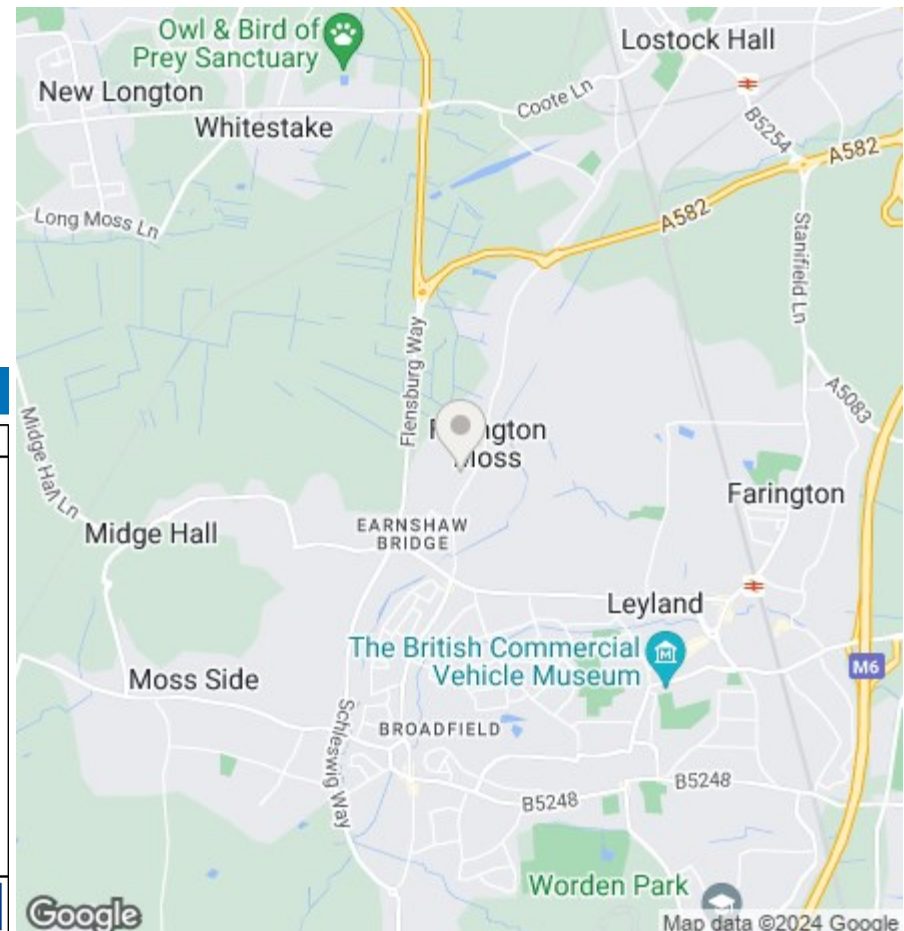 Owl & Bird of
Prey Sanctuary
Lostock Hall
New Longton
Coote Ln
Whitestake
B5254
A582
Long Moss Ln
A582
Stanifield Ln
Flensburg Way
A5083
Midge Hall Ln
Moss
Farington
Midge Hall
EARNSHAW
BRIDGE
Leyland
The British Commercial
Vehicle Museum
M6
Moss Side
Schleswig Way
BROADFIELD
B5248
B5248
Worden Park
Google
Map data ©2024 Google